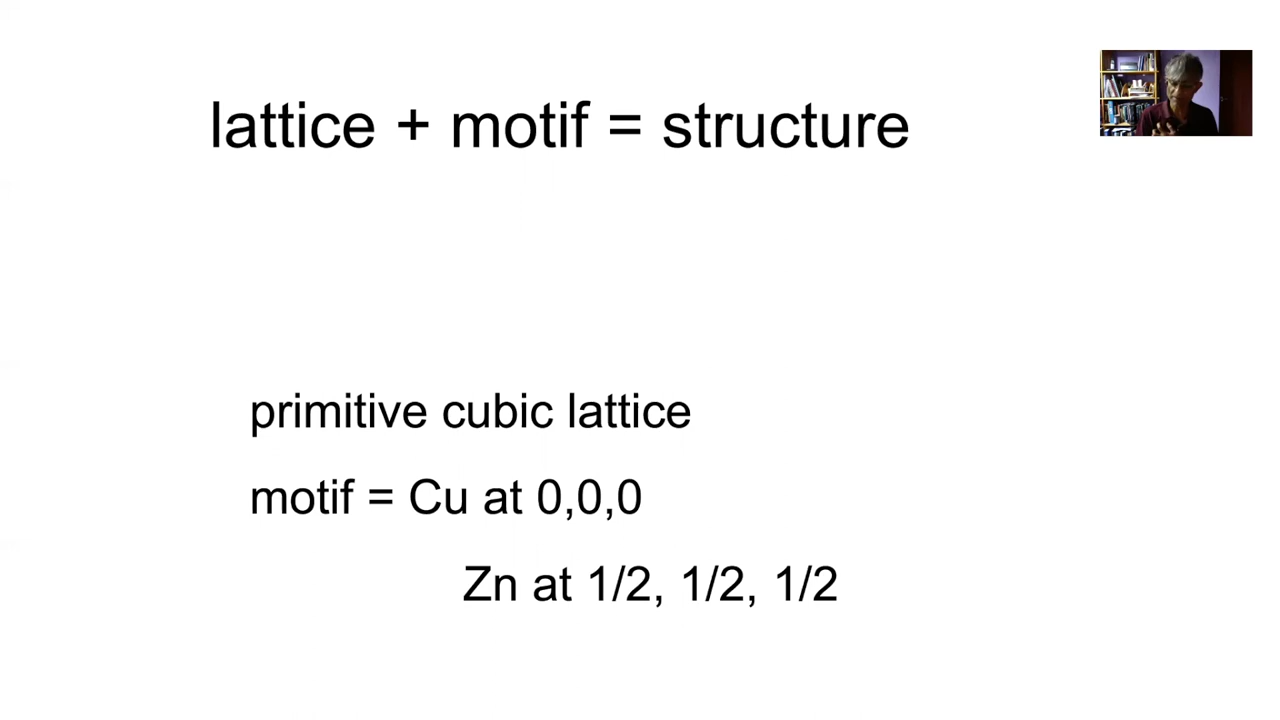 lattice + motif = structure
primitive cubic lattice
motif = Cu at 0,0,0
Zn at 1/2, 1/2, 1/2